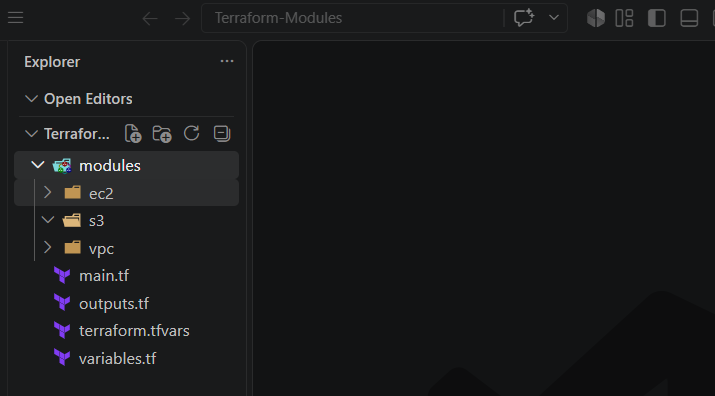 Terraform-Modules
Explorer
Open Editors
Terrafor...
modules
ec2
s3
vpc
main.tf
outputs.tf
terraform.tfvars
variables.tf